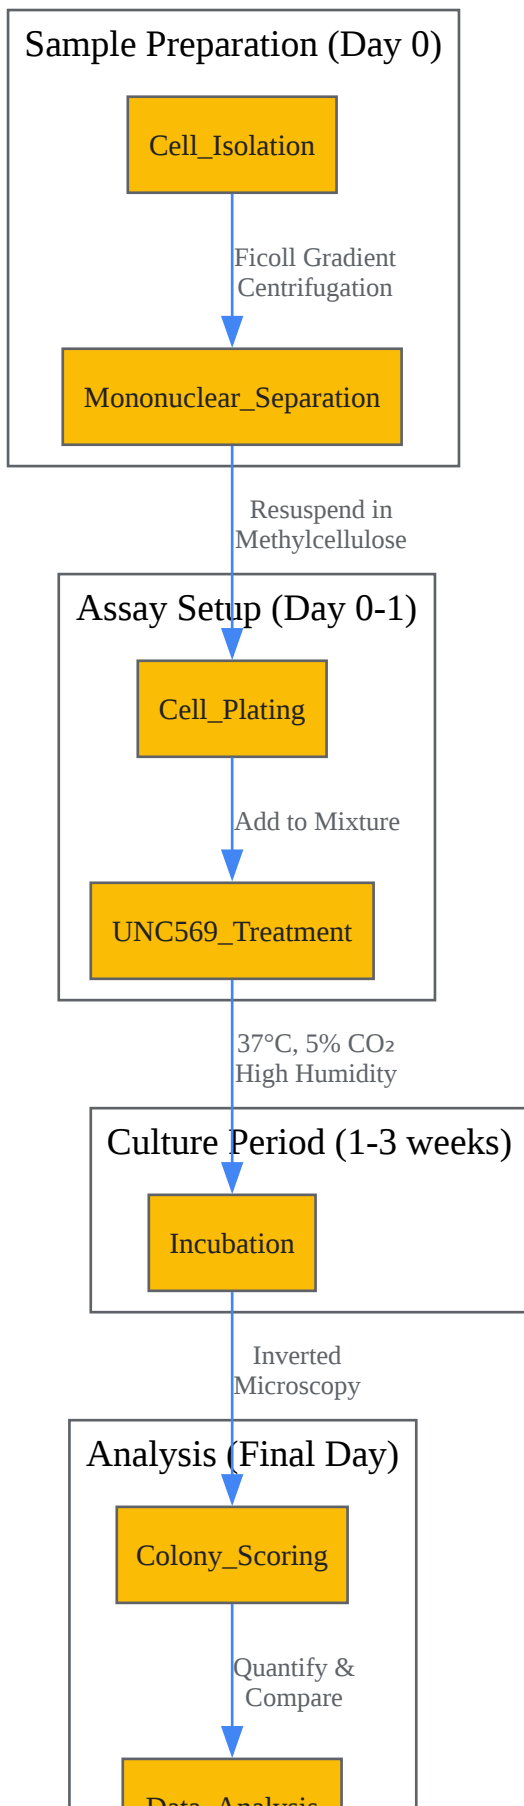 Sample Preparation (Day 0)
Cell_Isolation
Ficoll Gradient
Centrifugation
Mononuclear_Separation
Resuspend in
Methylcellulose
Assay Setup (Day 0-1)
Cell_Plating
Add to Mixture
UNC569_Treatment
37°C, 5% CO₂
High Humidity
Culture Period (1-3 weeks)
Incubation
Inverted
Microscopy
Analysis (Final Day)
Colony_Scoring
Quantify &
Compare
Data_Analysis